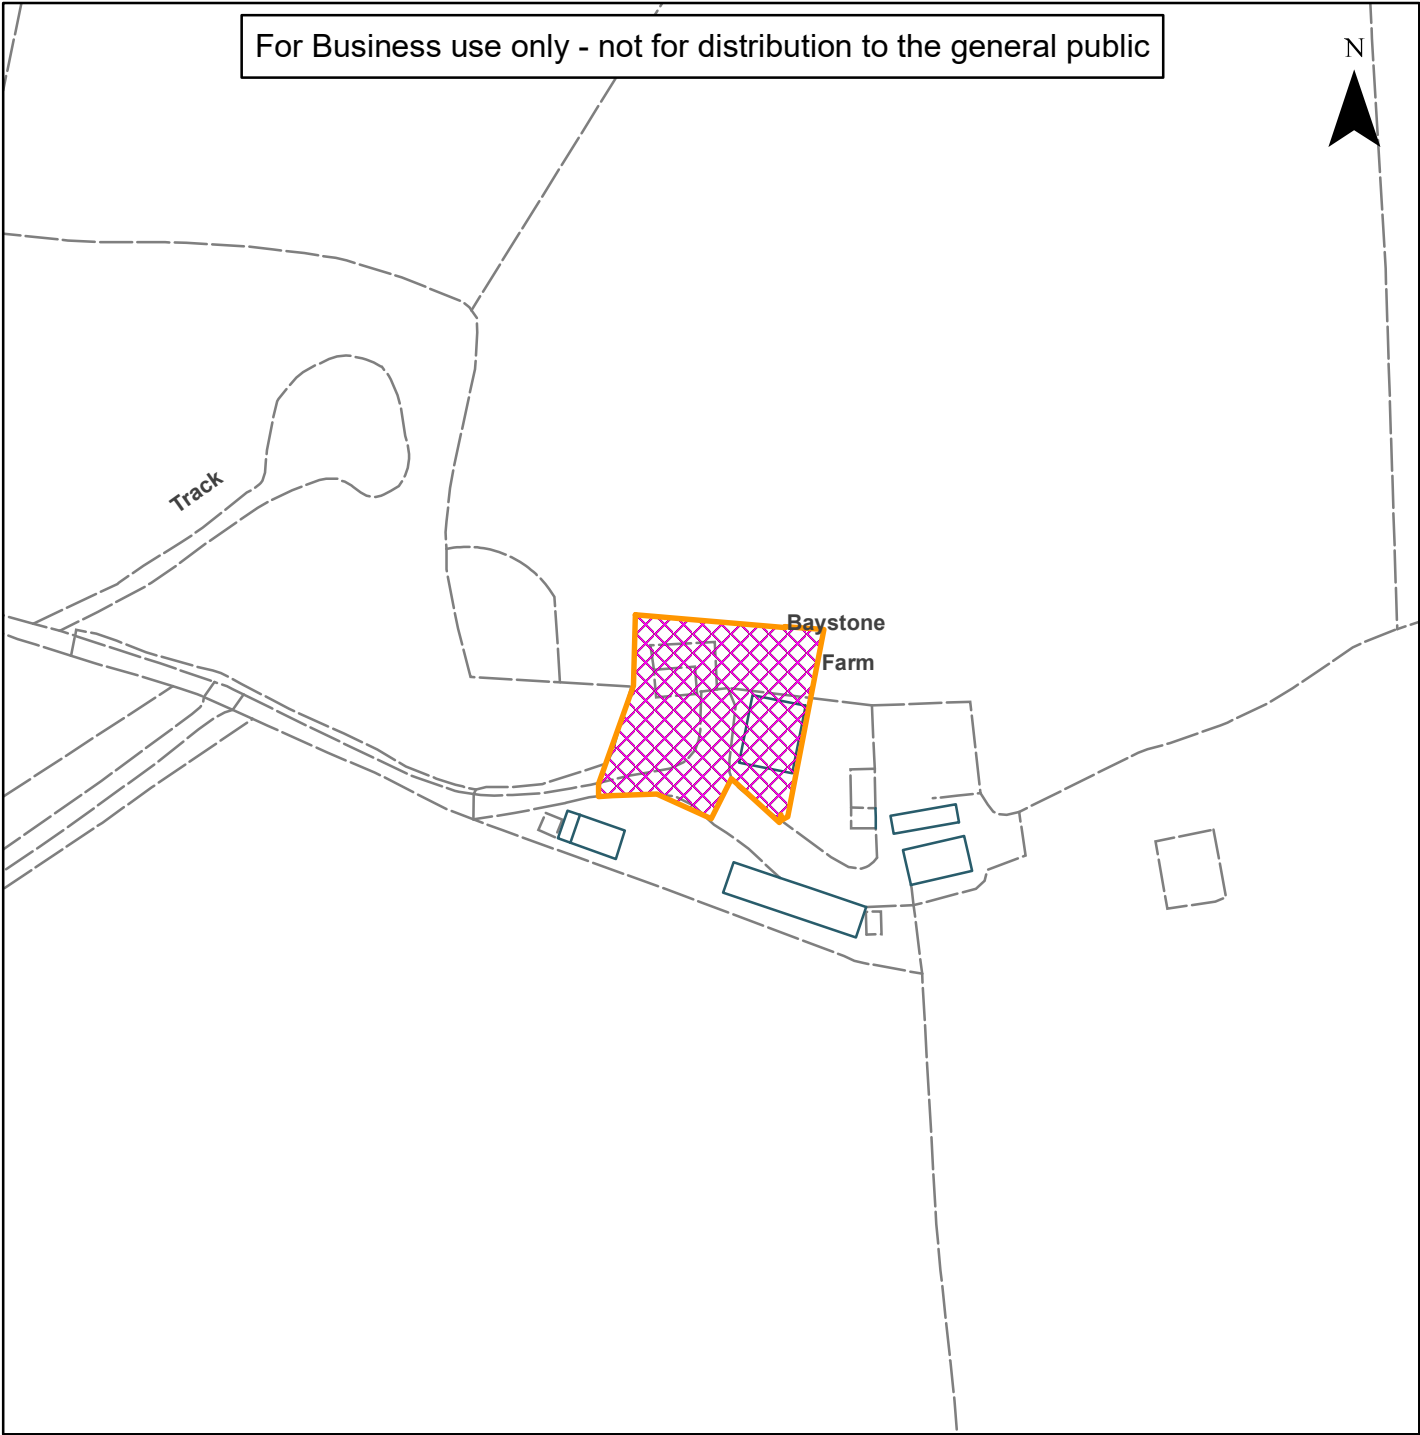 For Business use only - not for distribution to the general public
N
Track
Baystone
Farm